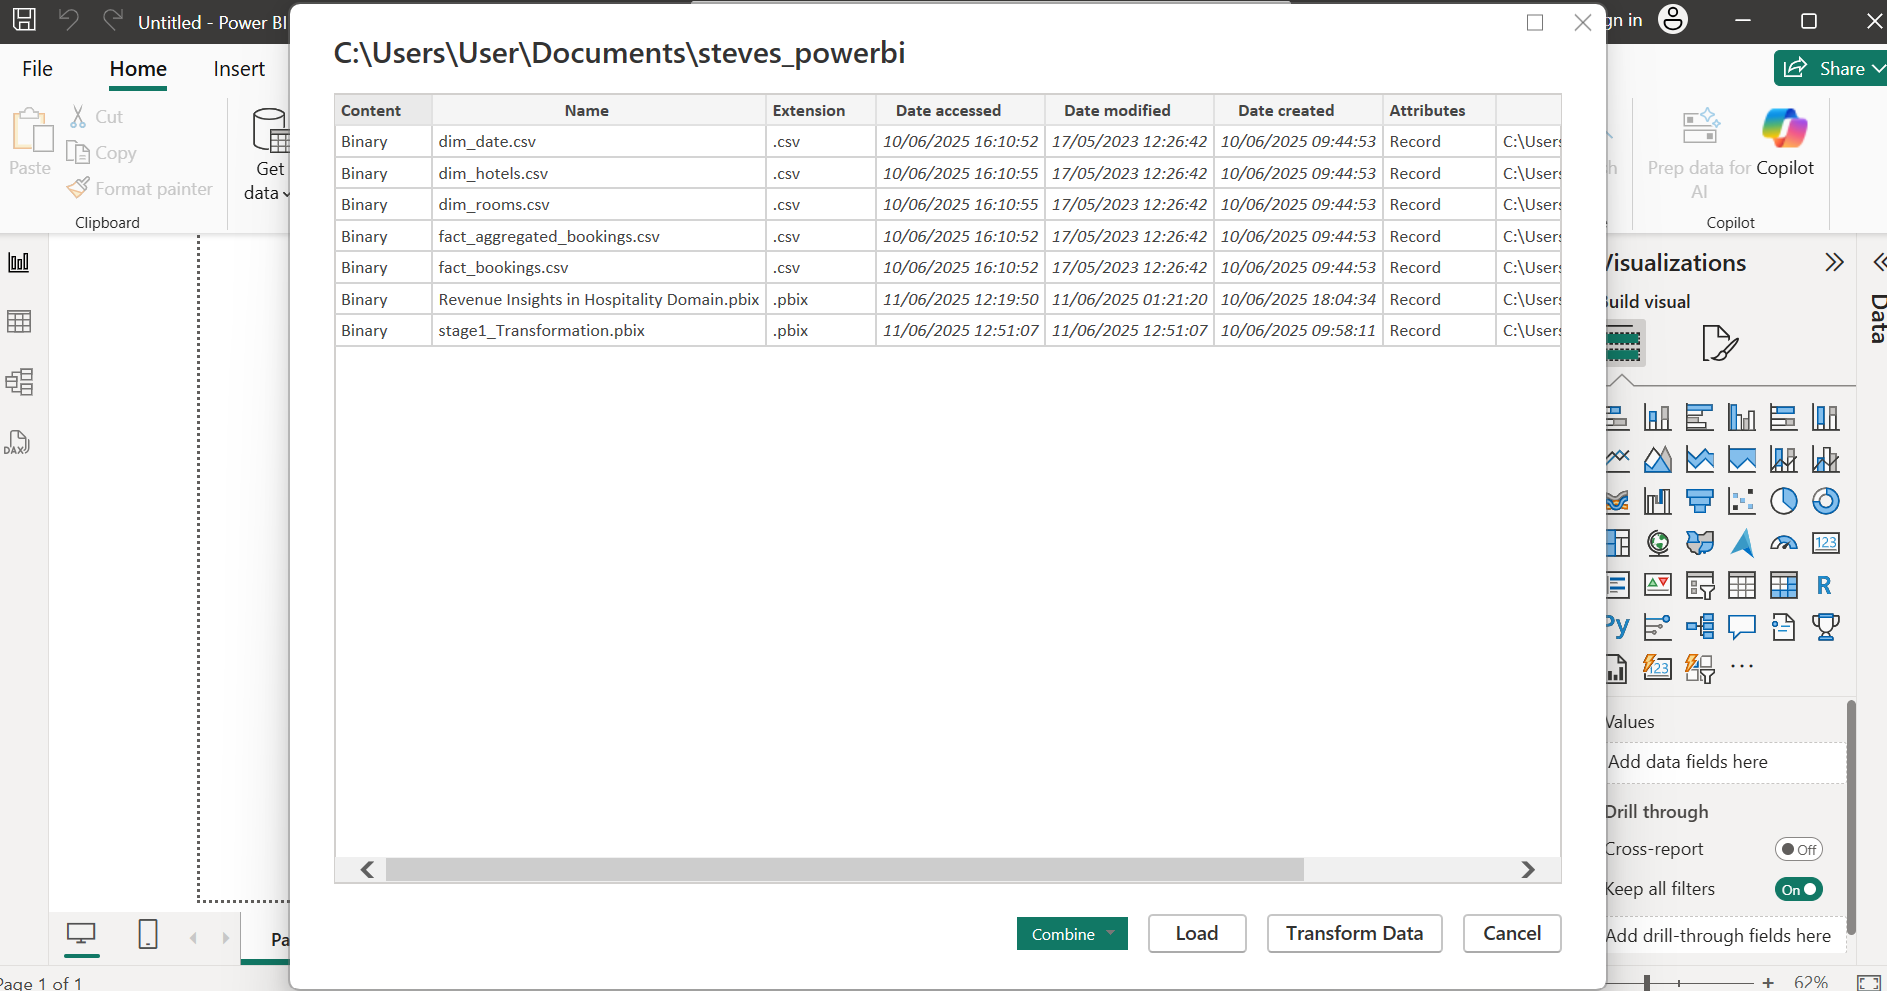 Untitled - Power BI
gn in
File Home Insert
Share
Paste
Cut
Copy
Format painter
Clipboard
Get
data
Prep data for
AI
Copilot
Copilot
C:\Users\User\Documents\steves_powerbi
Content Name Extension Date accessed Date modified Date created Attributes
Binary dim_date.csv .csv 10/06/2025 16:10:52 17/05/2023 12:26:42 10/06/2025 09:44:53 Record C:\Users
Binary dim_hotels.csv .csv 10/06/2025 16:10:55 17/05/2023 12:26:42 10/06/2025 09:44:53 Record C:\Users
Binary dim_rooms.csv .csv 10/06/2025 16:10:55 17/05/2023 12:26:42 10/06/2025 09:44:53 Record C:\Users
Binary fact_aggregated_bookings.csv .csv 10/06/2025 16:10:52 17/05/2023 12:26:42 10/06/2025 09:44:53 Record C:\Users
Binary fact_bookings.csv .csv 10/06/2025 16:10:52 17/05/2023 12:26:42 10/06/2025 09:44:53 Record C:\Users
Binary Revenue Insights in Hospitality Domain.pbix .pbix 11/06/2025 12:19:50 11/06/2025 01:21:20 10/06/2025 18:04:34 Record C:\Users
Binary stage1_Transformation.pbix .pbix 11/06/2025 12:51:07 11/06/2025 12:51:07 10/06/2025 09:58:11 Record C:\Users
Combine Load Transform Data Cancel
DAX
Visualizations
Build visual
Data
123
R
Py
123
Values
Add data fields here
Drill through
Cross-report Off
Keep all filters On
Add drill-through fields here
Pa
Page 1 of 1
62%